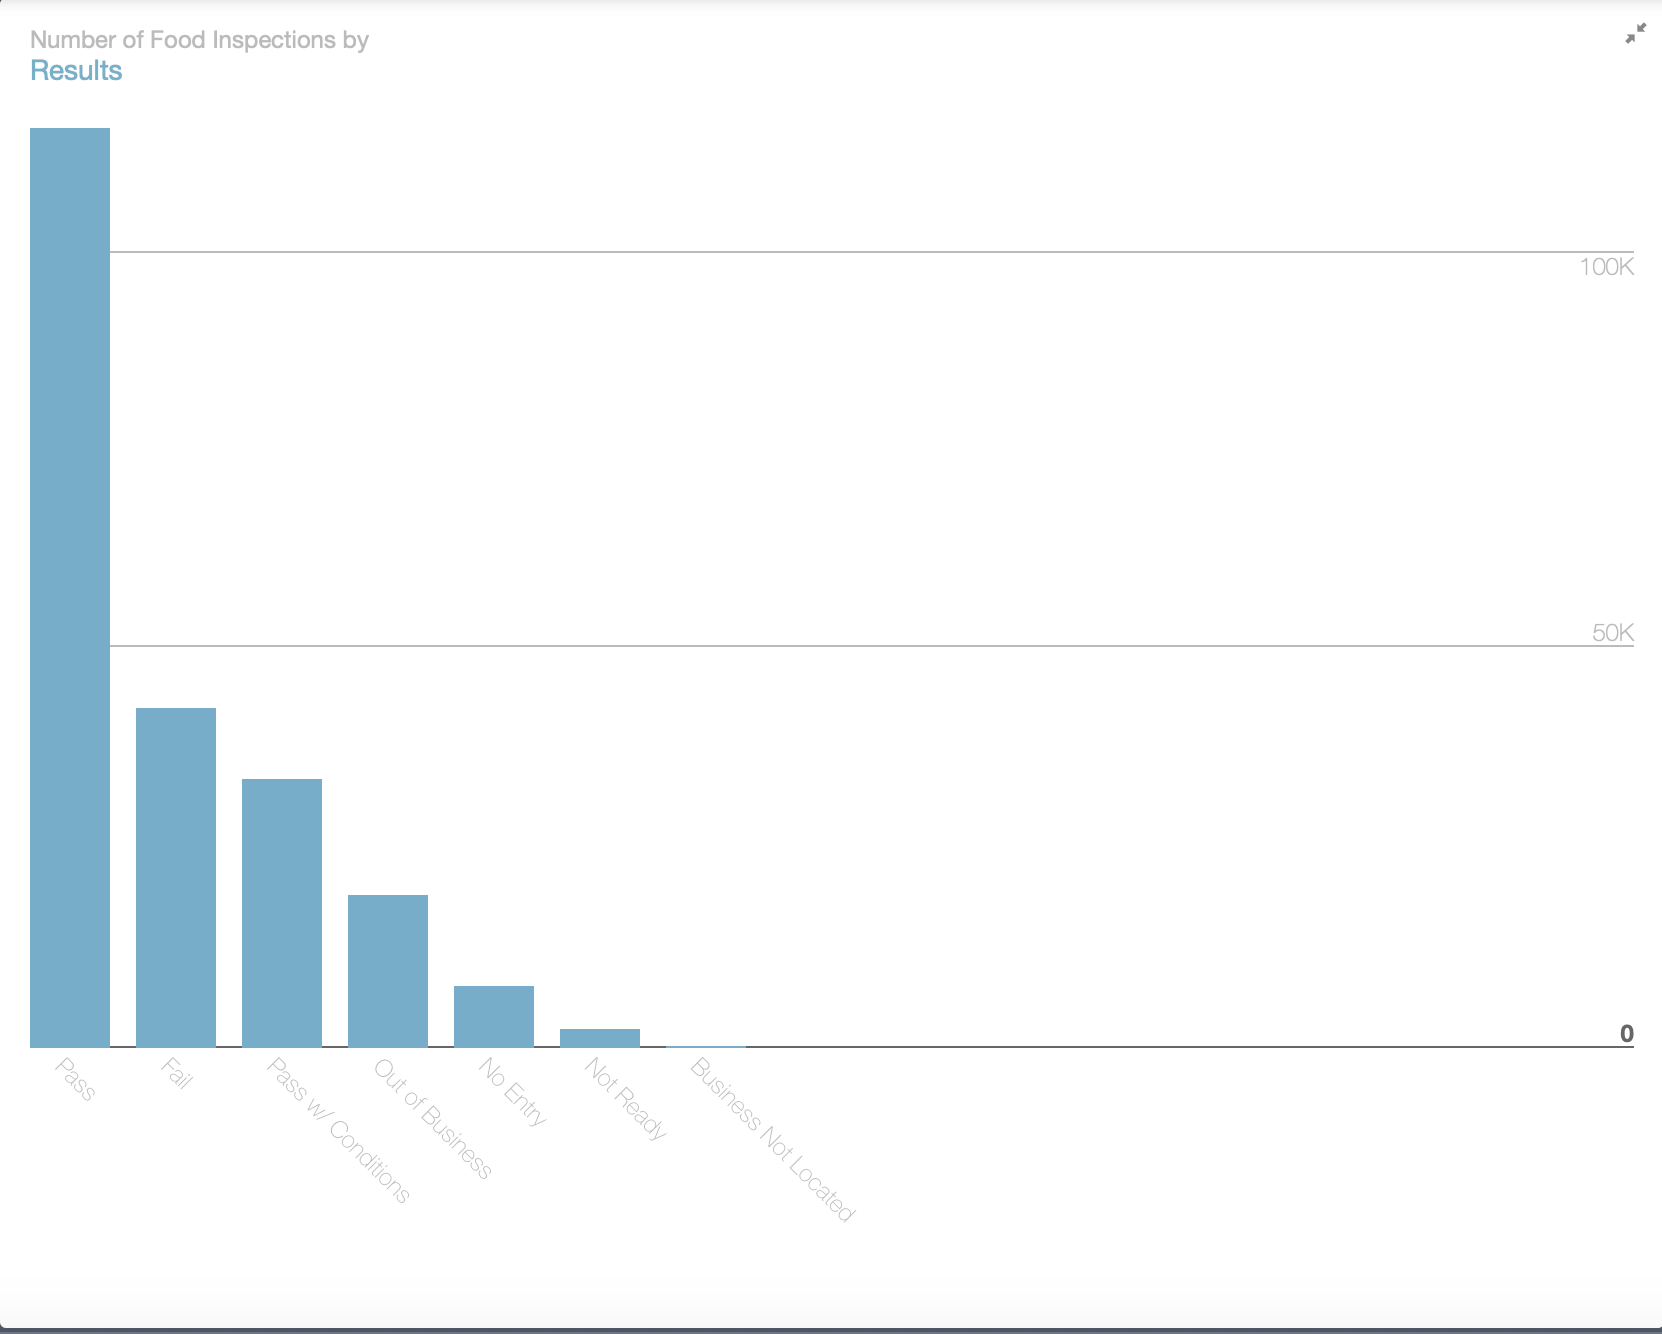 Number of Food Inspections by
Results
100K
50K
0
Pass
Fail
Pass w/ Conditions
Out of Business
No Entry
Not Ready
Business Not Located